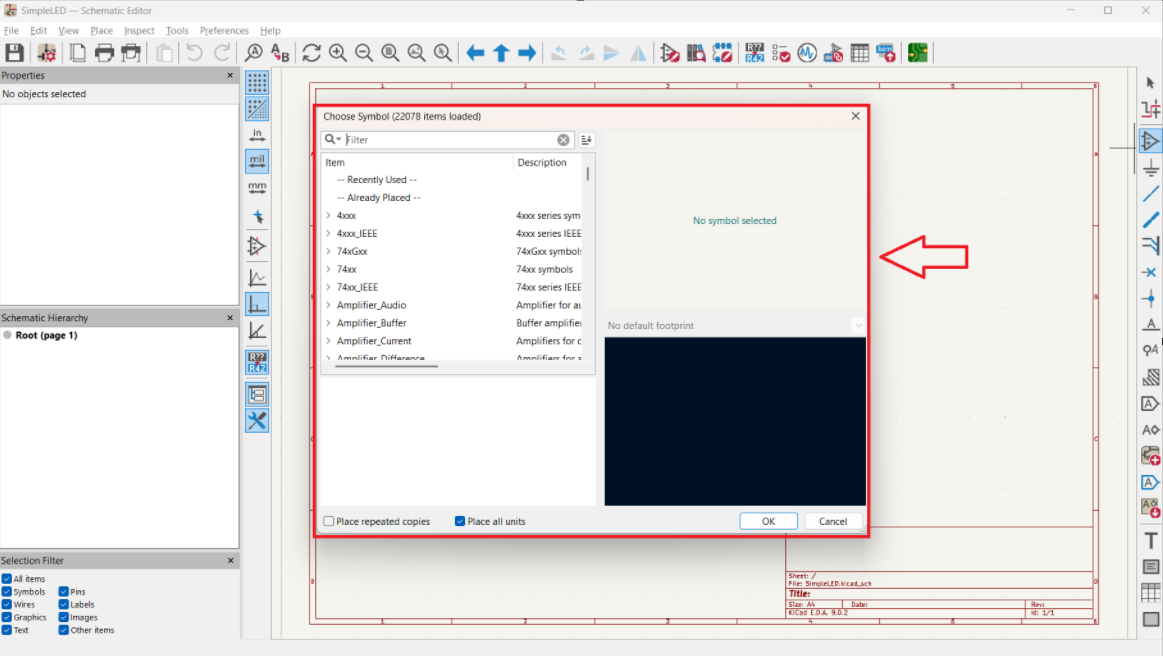 SimpleLED — Schematic Editor
File Edit View Place Inspect Tools Preferences Help
Properties
No objects selected
in
mil
mm
R??
R42
Schematic Hierarchy
Root (page 1)
Selection Filter
All items
Symbols Pins
Wires Labels
Graphics Images
Text Other items
Choose Symbol (22078 items loaded)
Filter
Item Description
-- Recently Used --
-- Already Placed --
4xxx 4xxx series sym
4xxx_IEEE 4xxx series IEEE
74xGxx 74xGxx symbols
74xx 74xx symbols
74xx_IEEE 74xx series IEEE
Amplifier_Audio Amplifier for au
Amplifier_Buffer Buffer amplifier
Amplifier_Current Amplifiers for c
Amplifier_Difference Amplifiers for s
No symbol selected
No default footprint
Place repeated copies Place all units
OK Cancel
Sheet: /
File: SimpleLED.kicad_sch
Title:
Size: A4 Date: Rev:
KiCad E.D.A. 9.0.2 Id: 1/1